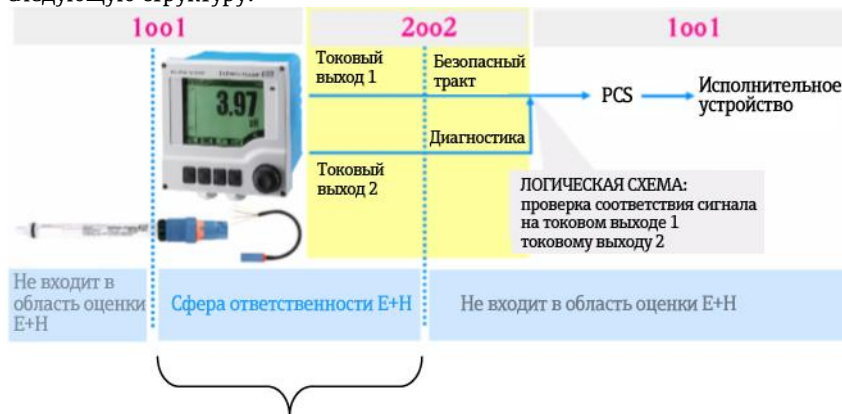 1oo1
2oo2
1oo1
Токовый
выход 1
Безопасный
тракт
3.97
pH
PCS
Исполнительное
устройство
Диагностика
Токовый
выход 2
ЛОГИЧЕСКАЯ СХЕМА:
проверка соответствия сигнала
на токовом выходе 1
токовому выходу 2
Не входит в
область оценки
E+H
Сфера ответственности E+H
Не входит в область оценки E+H